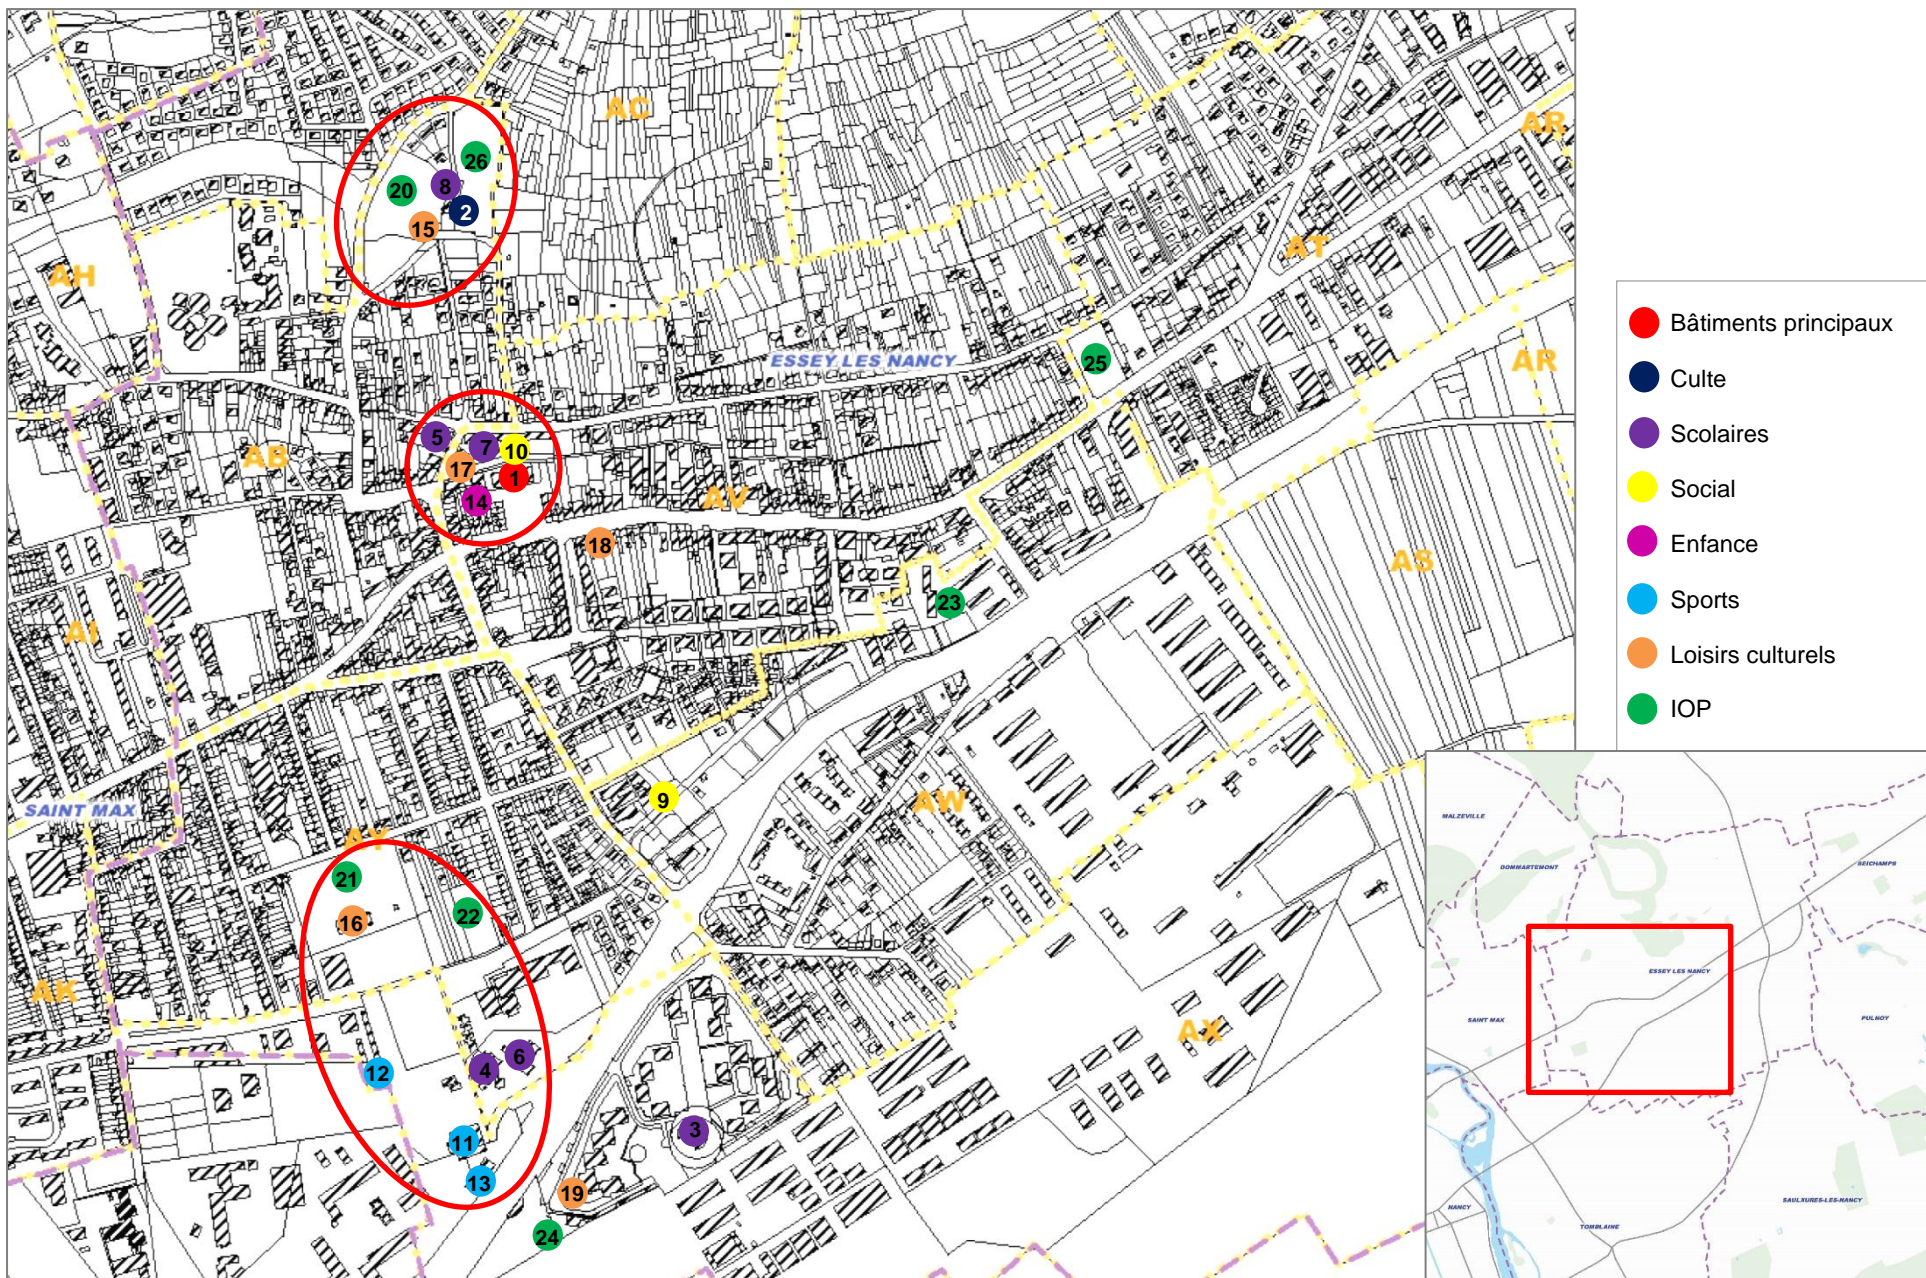 AC
AR
26
20
8
2
15
AH
AT
ESSEY LES NANCY
25
AR
5
7
10
AB
17
1
14
AV
18
AS
23
AI
9
AW
SAINT MAX
AY
21
16
22
AK
AX
12
4
6
11
3
13
19
24
Bâtiments principaux
Culte
Scolaires
Social
Enfance
Sports
Loisirs culturels
IOP
MALZEVILLE
DOMMARTEMONT
SEICHAMPS
ESSEY LES NANCY
SAINT MAX
PULNOY
NANCY
TOMBLAINE
SAULXURES-LES-NANCY